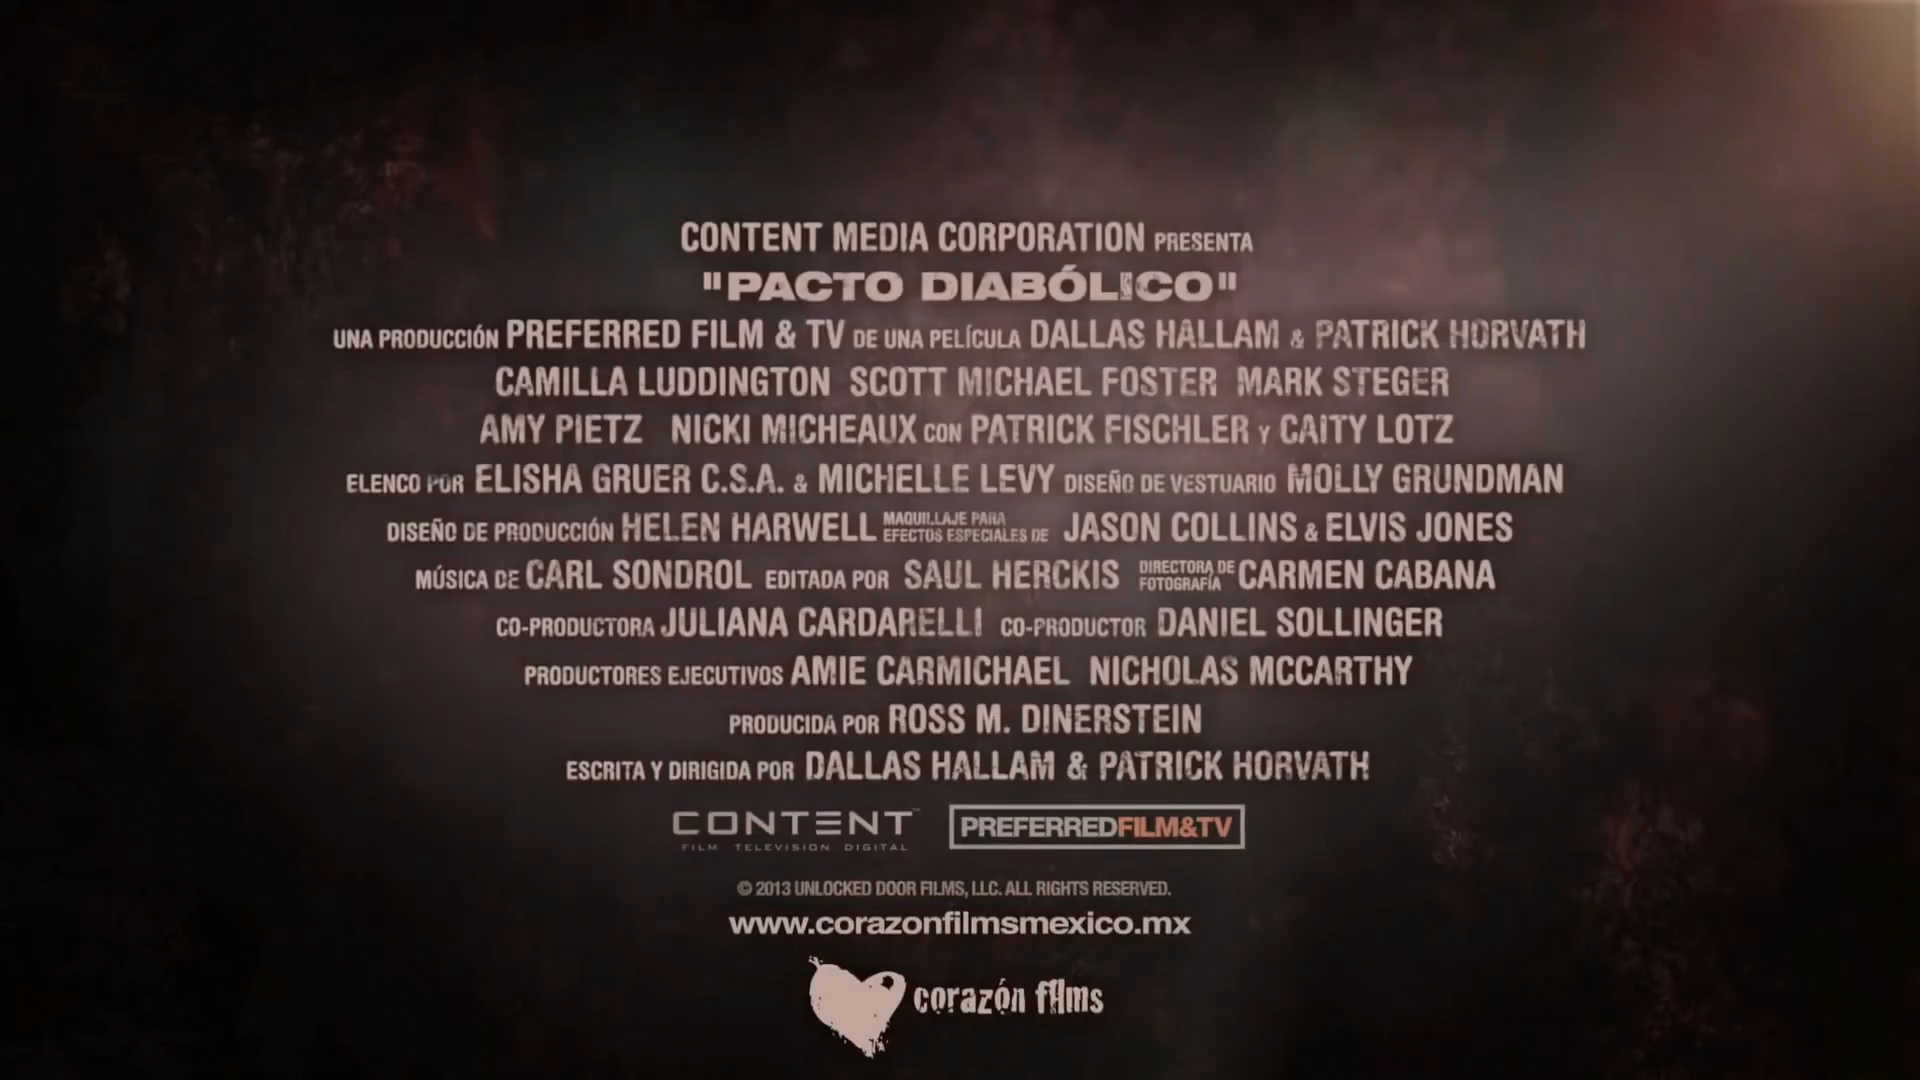 CONTENT MEDIA CORPORATION PRESENTA
"PACTO DIABÓLICO"
UNA PRODUCCIÓN PREFERRED FILM & TV DE UNA PELÍCULA DALLAS HALLAM & PATRICK HORVATH
CAMILLA LUDDINGTON SCOTT MICHAEL FOSTER MARK STEGER
AMY PIETZ NICKI MICHEAUX CON PATRICK FISCHLER Y CAITY LOTZ
ELENCO POR ELISHA GRUER C.S.A. & MICHELLE LEVY DISEÑO DE VESTUARIO MOLLY GRUNDMAN
DISEÑO DE PRODUCCIÓN HELEN HARWELL MAQUILLAJE PARA EFECTOS ESPECIALES DE JASON COLLINS & ELVIS JONES
MÚSICA DE CARL SONDROL EDITADA POR SAUL HERCKIS DIRECTORA DE FOTOGRAFÍA CARMEN CABANA
CO-PRODUCTORA JULIANA CARDARELLI CO-PRODUCTOR DANIEL SOLLINGER
PRODUCTORES EJECUTIVOS AMIE CARMICHAEL NICHOLAS MCCARTHY
PRODUCIDA POR ROSS M. DINERSTEIN
ESCRITA Y DIRIGIDA POR DALLAS HALLAM & PATRICK HORVATH
CONTENT™ PREFERREDFILM&TV
FILM TELEVISION DIGITAL
© 2013 UNLOCKED DOOR FILMS, LLC. ALL RIGHTS RESERVED.
www.corazonfilmsmexico.mx
corazón films